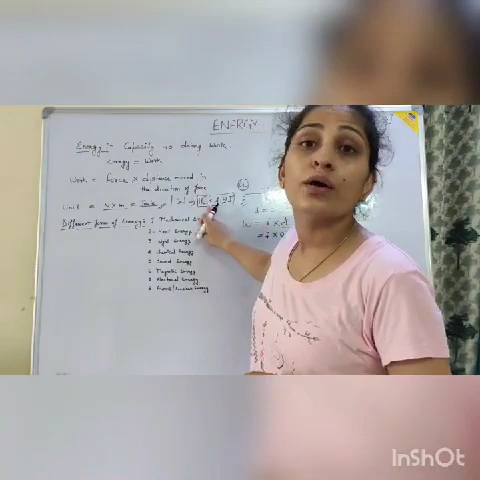 ENERGY
Energy :- Capacity to doing work
Energy = Work
Work = force × distance moved in
the direction of force
Unit = N × m = Joule
Different form of Energy : 1 Mechanical
2. Heat Energy
3 Light Energy
4 Chemical Energy
5 Sound Energy
6 Magnetic Energy
7 Electrical Energy
8 Energy
InShOt